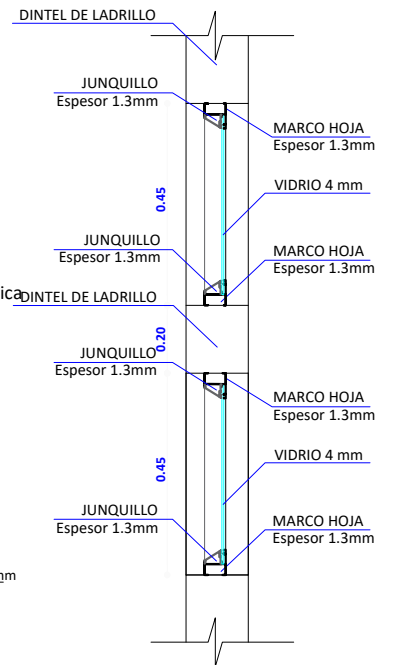 DINTEL DE LADRILLO
JUNQUILLO
Espesor 1.3mm
MARCO HOJA
Espesor 1.3mm
VIDRIO 4 mm
0.45
JUNQUILLO
Espesor 1.3mm
MARCO HOJA
Espesor 1.3mm
ica
DINTEL DE LADRILLO
0.20
JUNQUILLO
Espesor 1.3mm
MARCO HOJA
Espesor 1.3mm
VIDRIO 4 mm
0.45
JUNQUILLO
Espesor 1.3mm
MARCO HOJA
Espesor 1.3mm
mm